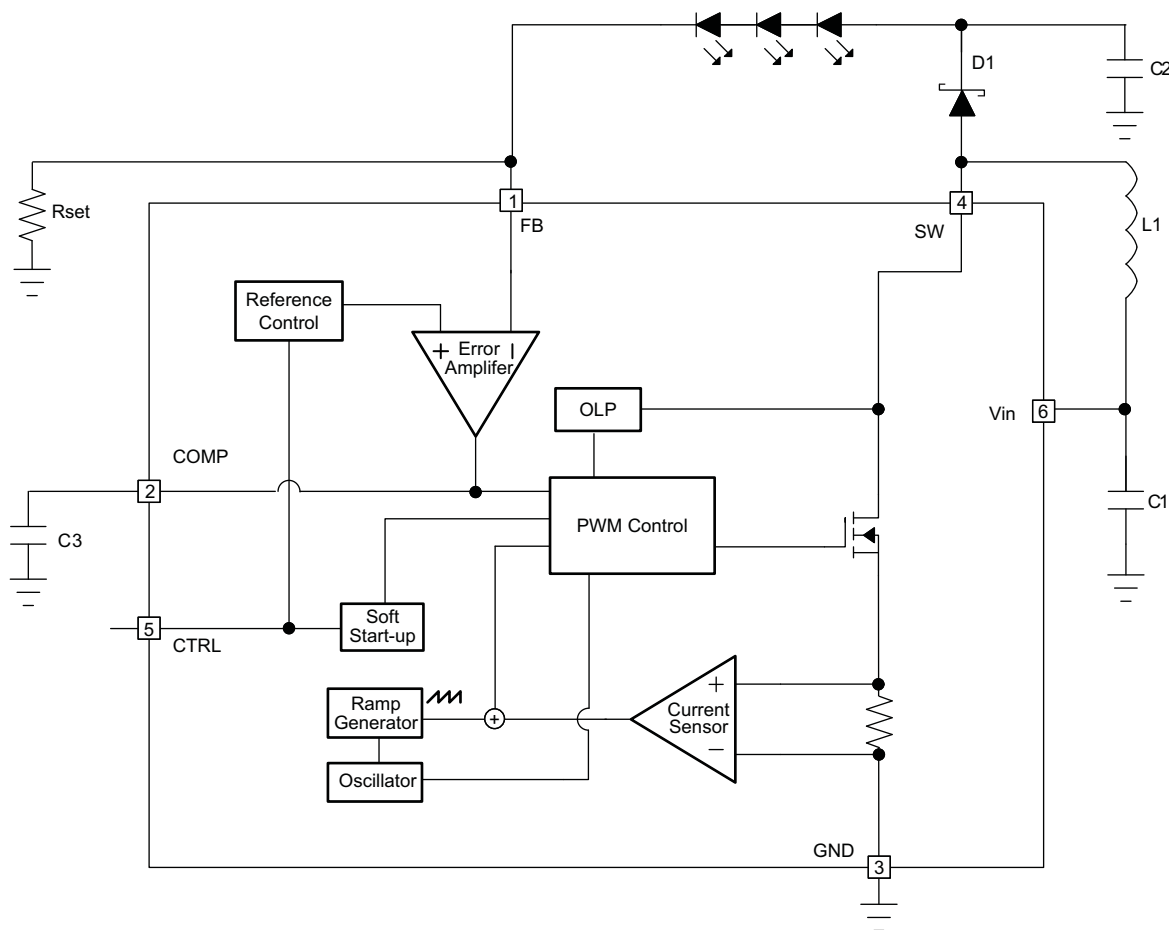 D1
C2
Rset
1
FB
4
SW
L1
Reference
Control
+
–
Error
Amplifer
OLP
Vin
6
COMP
2
PWM Control
C1
C3
5
CTRL
Soft
Start-up
Ramp
Generator
+
+
Current
Sensor
–
Oscillator
GND
3